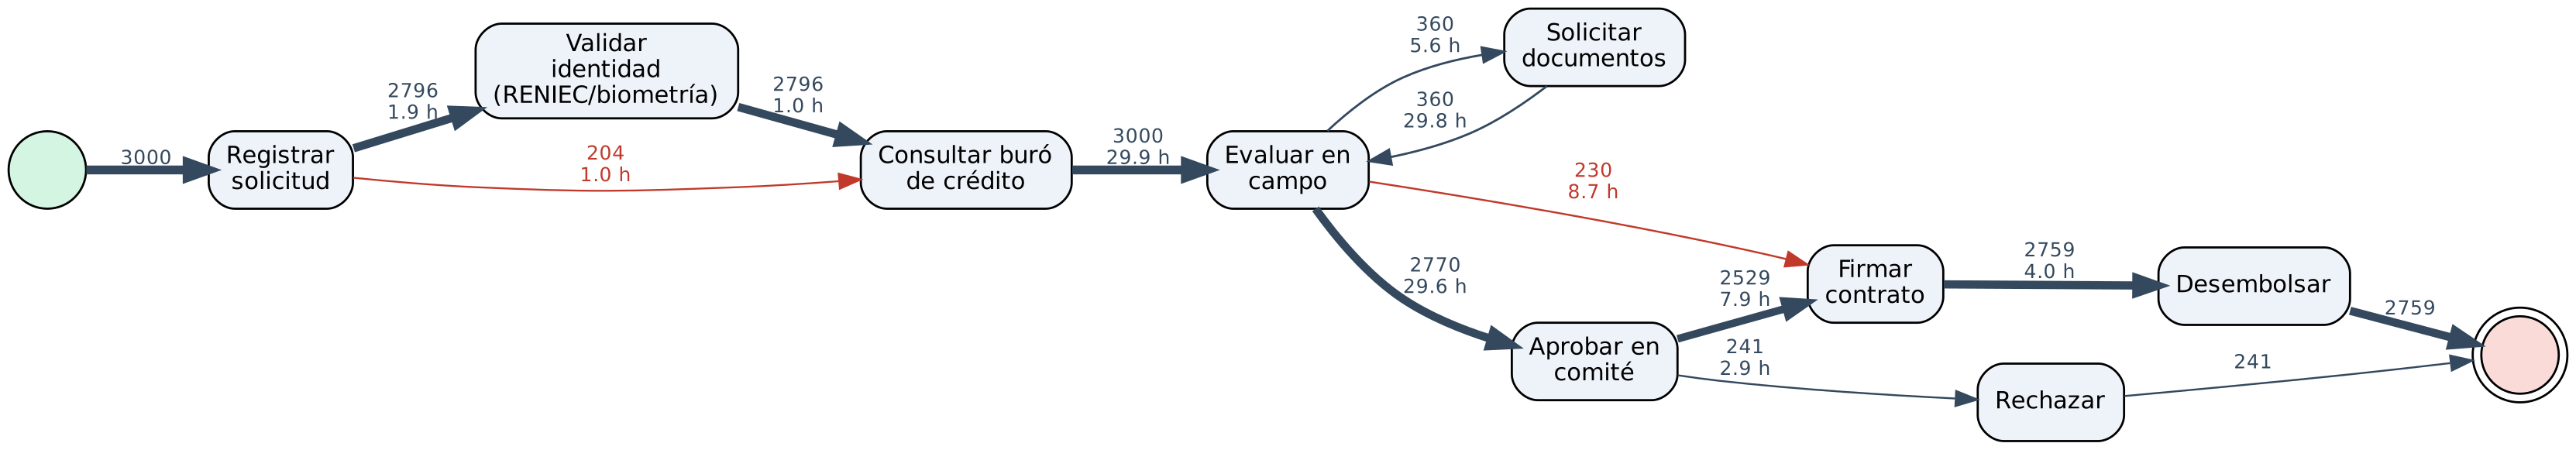 3000
Registrar
solicitud
2796
1.9 h
Validar
identidad
(RENIEC/biometría)
2796
1.0 h
204
1.0 h
Consultar buró
de crédito
3000
29.9 h
Evaluar en
campo
360
5.6 h
Solicitar
documentos
360
29.8 h
230
8.7 h
2770
29.6 h
Aprobar en
comité
2529
7.9 h
241
2.9 h
Firmar
contrato
2759
4.0 h
Desembolsar
2759
Rechazar
241